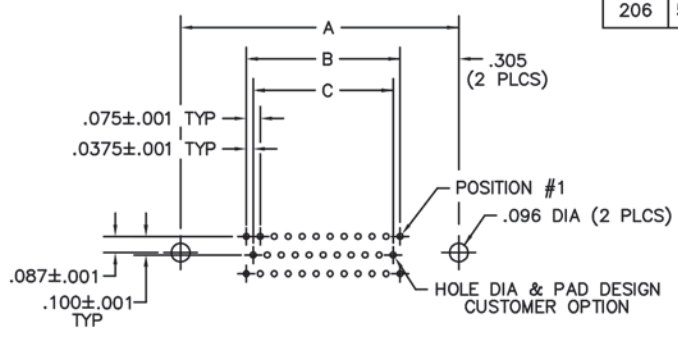 206
A
B
.305
(2 PLCS)
C
.075±.001 TYP
.0375±.001 TYP
POSITION #1
.096 DIA (2 PLCS)
.087±.001
.100±.001
TYP
HOLE DIA & PAD DESIGN
CUSTOMER OPTION